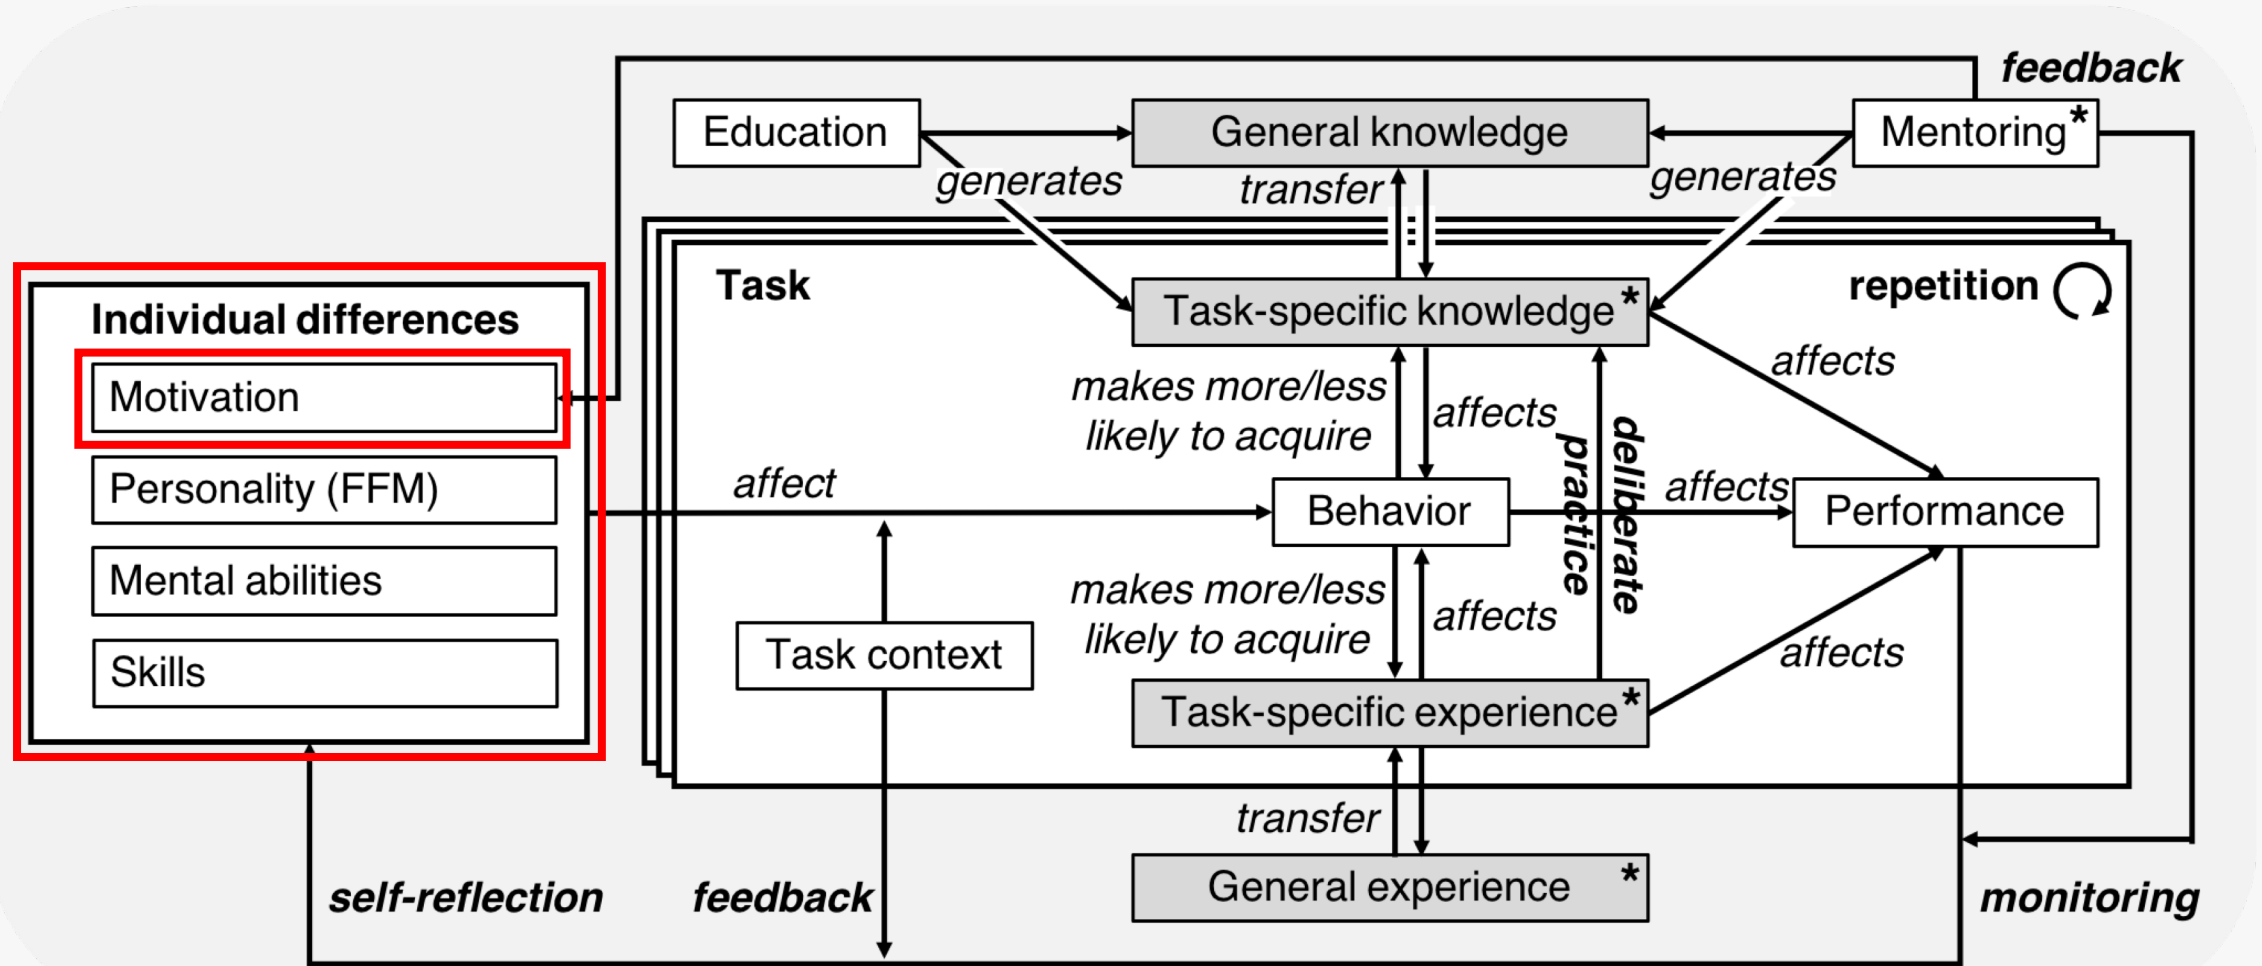 feedback
Education
General knowledge
Mentoring*
generates
transfer
generates
Task
repetition
Individual differences
Task-specific knowledge*
Motivation
makes more/less
likely to acquire
affects
affects
Personality (FFM)
affect
deliberate
practice
Behavior
affects
Performance
Mental abilities
makes more/less
likely to acquire
affects
Task context
affects
Skills
Task-specific experience*
transfer
General experience *
self-reflection
feedback
monitoring